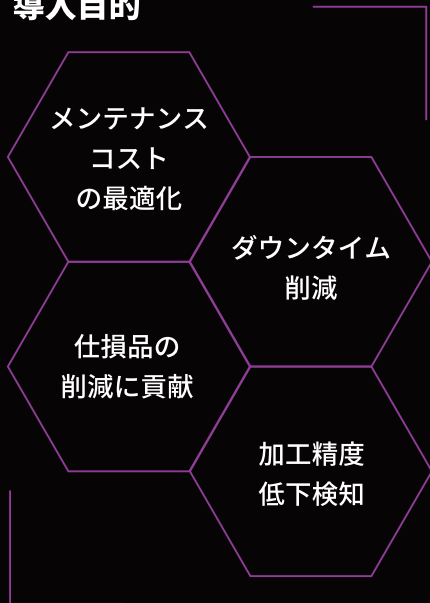 導入目的
メンテナンス
コスト
の最適化
ダウンタイム
削減
仕損品の
削減に貢献
加工精度
低下検知